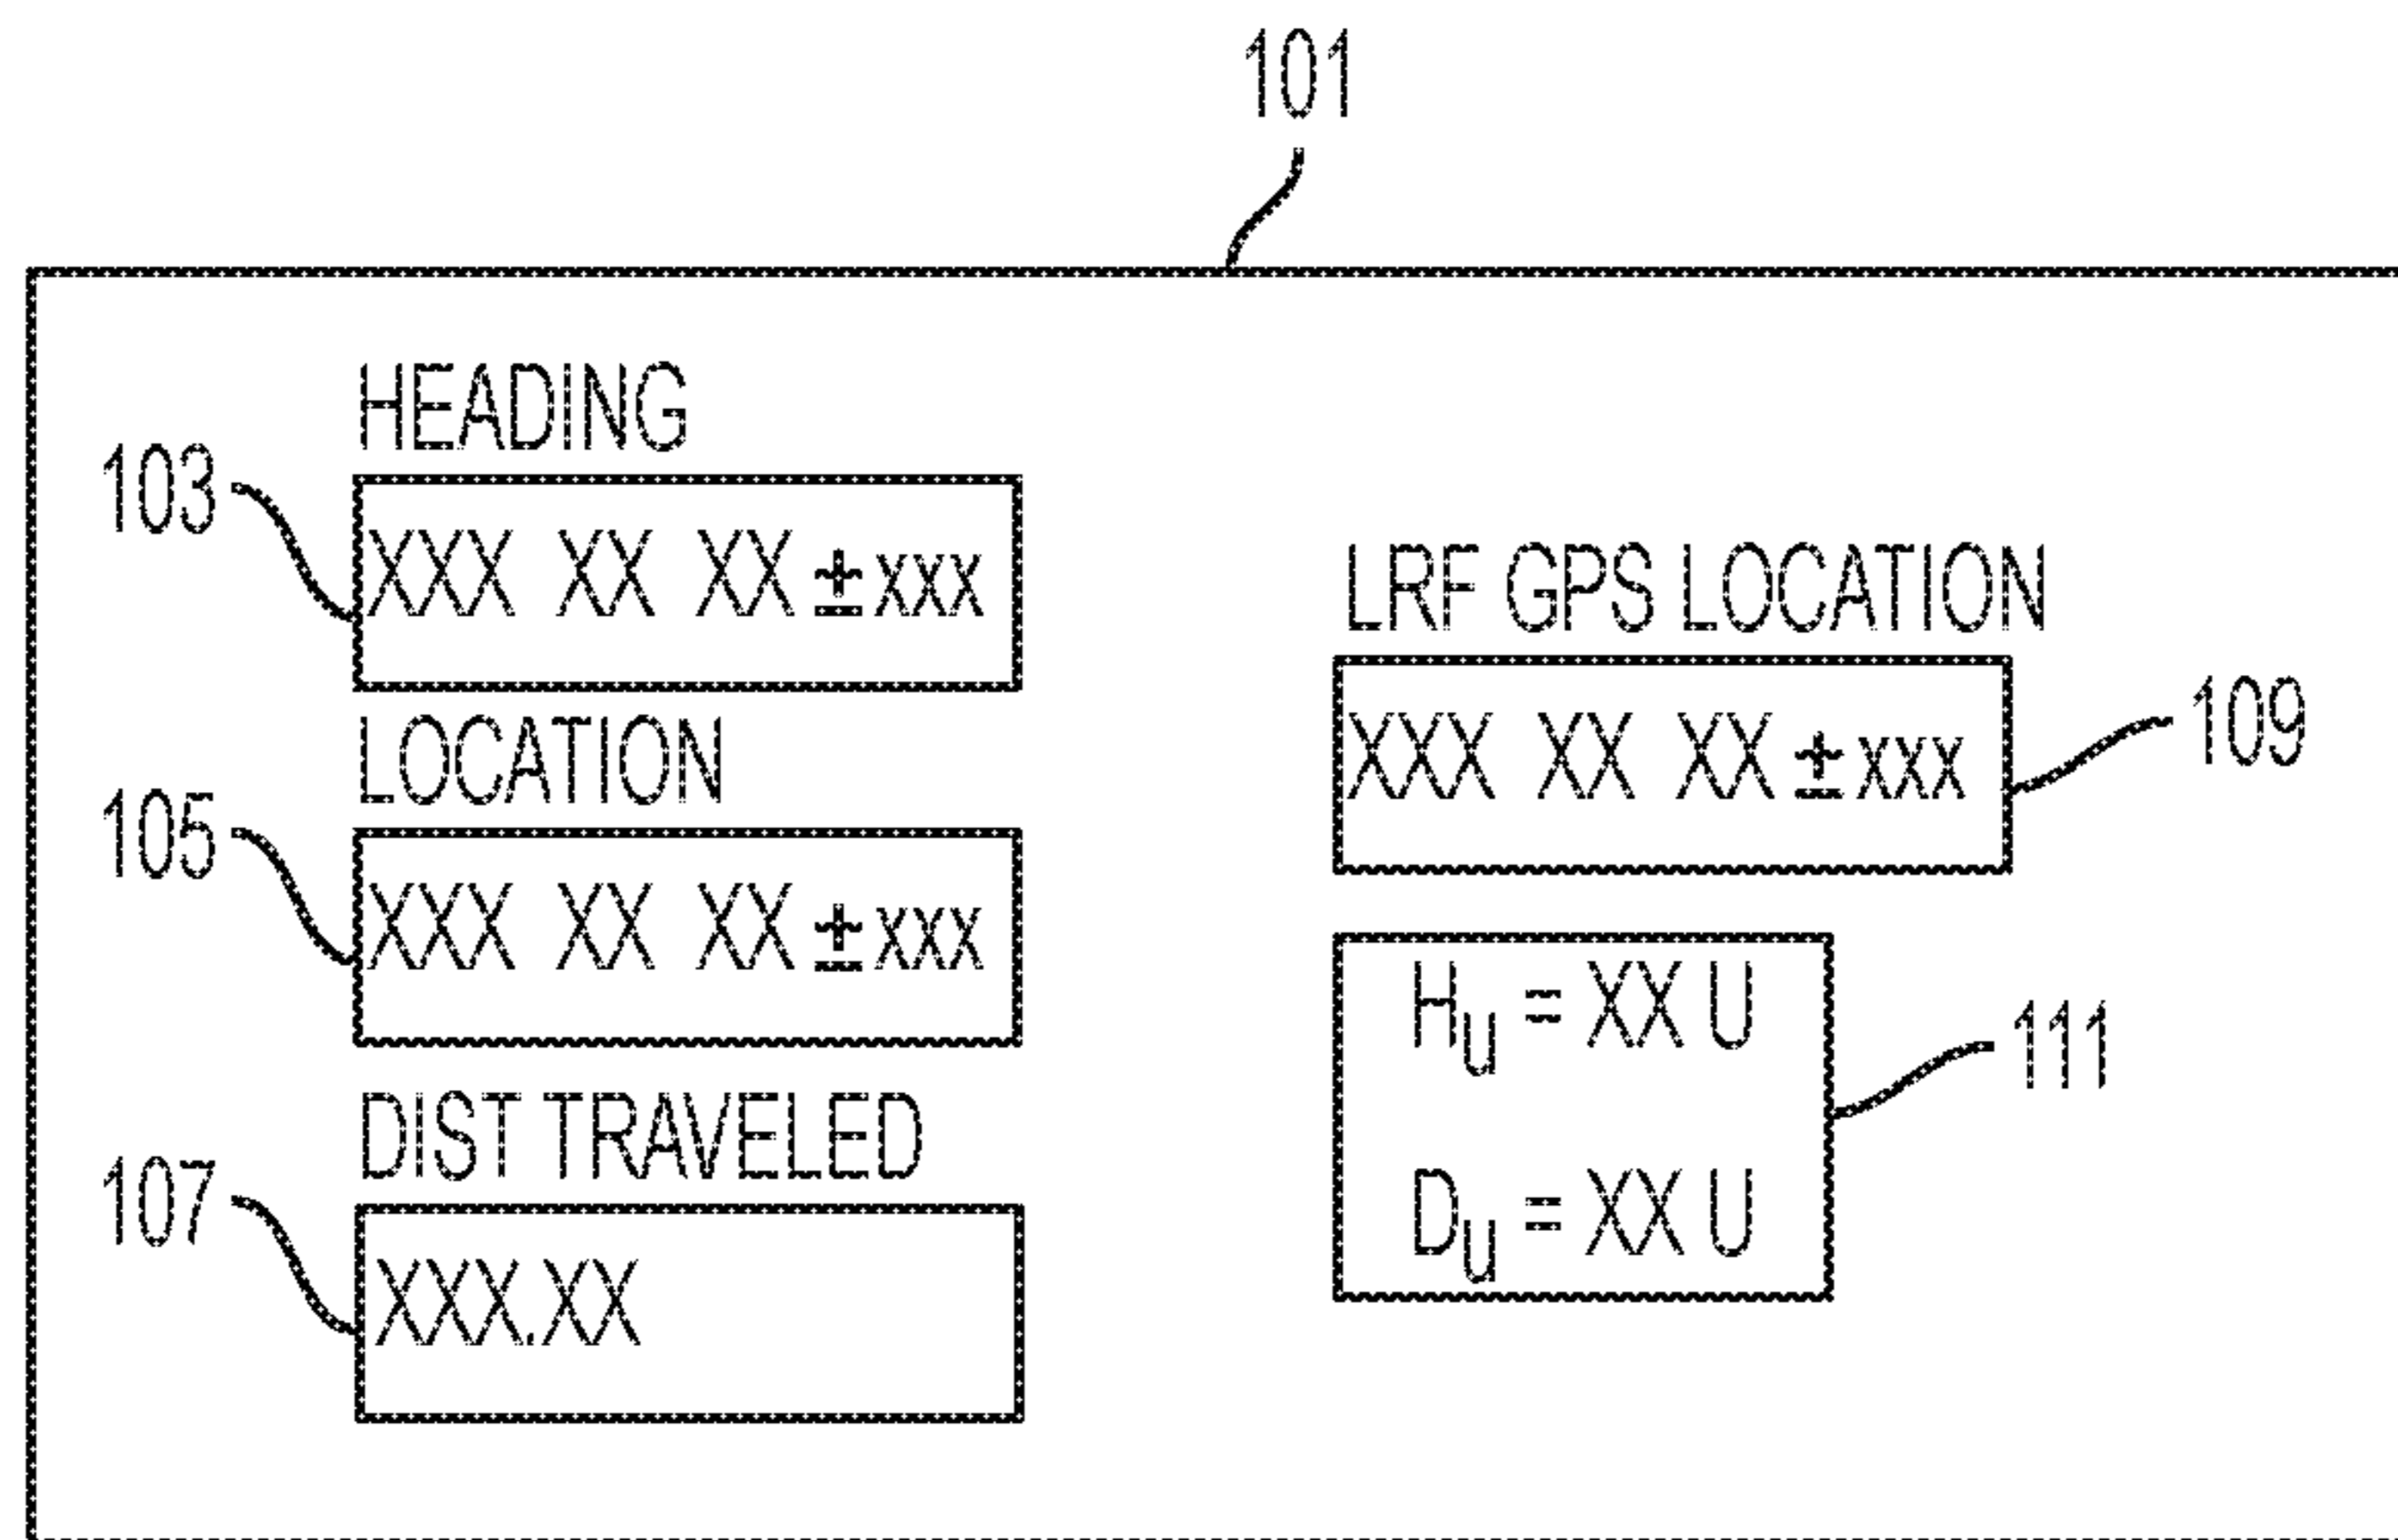 101
HEADING
103
XXX XX XX ± xxx
LOCATION
105
XXX XX XX ± xxx
DIST TRAVELED
107
XXX.XX
LRF GPS LOCATION
XXX XX XX ± xxx
109
Hu = XX U
Du = XX U
111